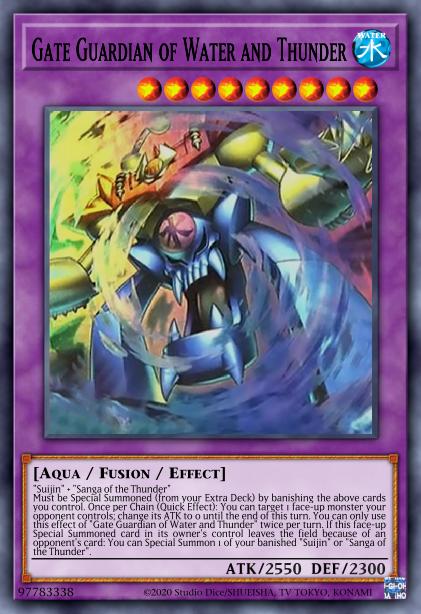 GATE GUARDIAN OF WATER AND THUNDER
WATER
水
[AQUA / FUSION / EFFECT]
"Suijin" + "Sanga of the Thunder"
Must be Special Summoned (from your Extra Deck) by banishing the above cards
you control. Once per Chain (Quick Effect): You can target 1 face-up monster your
opponent controls; change its ATK to 0 until the end of this turn. You can only use
this effect of "Gate Guardian of Water and Thunder" twice per turn. If this face-up
Special Summoned card in its owner's control leaves the field because of an
opponent's card: You can Special Summon 1 of your banished "Suijin" or "Sanga of
the Thunder".
ATK/2550 DEF/2300
97783338
©2020 Studio Dice/SHUEISHA, TV TOKYO, KONAMI